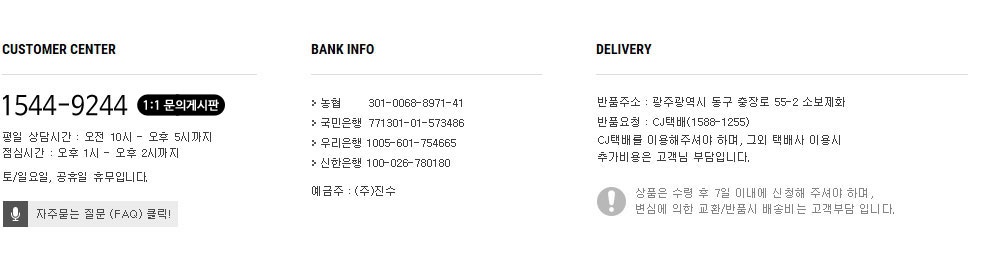 CUSTOMER CENTER
1544-9244 1:1 문의게시판
평일 상담시간 : 오전 10시 - 오후 5시까지
점심시간 : 오후 1시 - 오후 2시까지
토/일요일, 공휴일 휴무입니다.
자주묻는 질문 (FAQ) 클릭!
BANK INFO
> 농협 301-0068-8971-41
> 국민은행 771301-01-573486
> 우리은행 1005-601-754665
> 신한은행 100-026-780180
예금주 : (주)진수
DELIVERY
반품주소 : 광주광역시 동구 충장로 55-2 소보제화
반품요청 : CJ택배(1588-1255)
CJ택배를 이용해주셔야 하며, 그외 택배사 이용시
추가비용은 고객님 부담입니다.
상품은 수령 후 7일 이내에 신청해 주셔야 하며,
변심에 의한 교환/반품시 배송비는 고객부담 입니다.